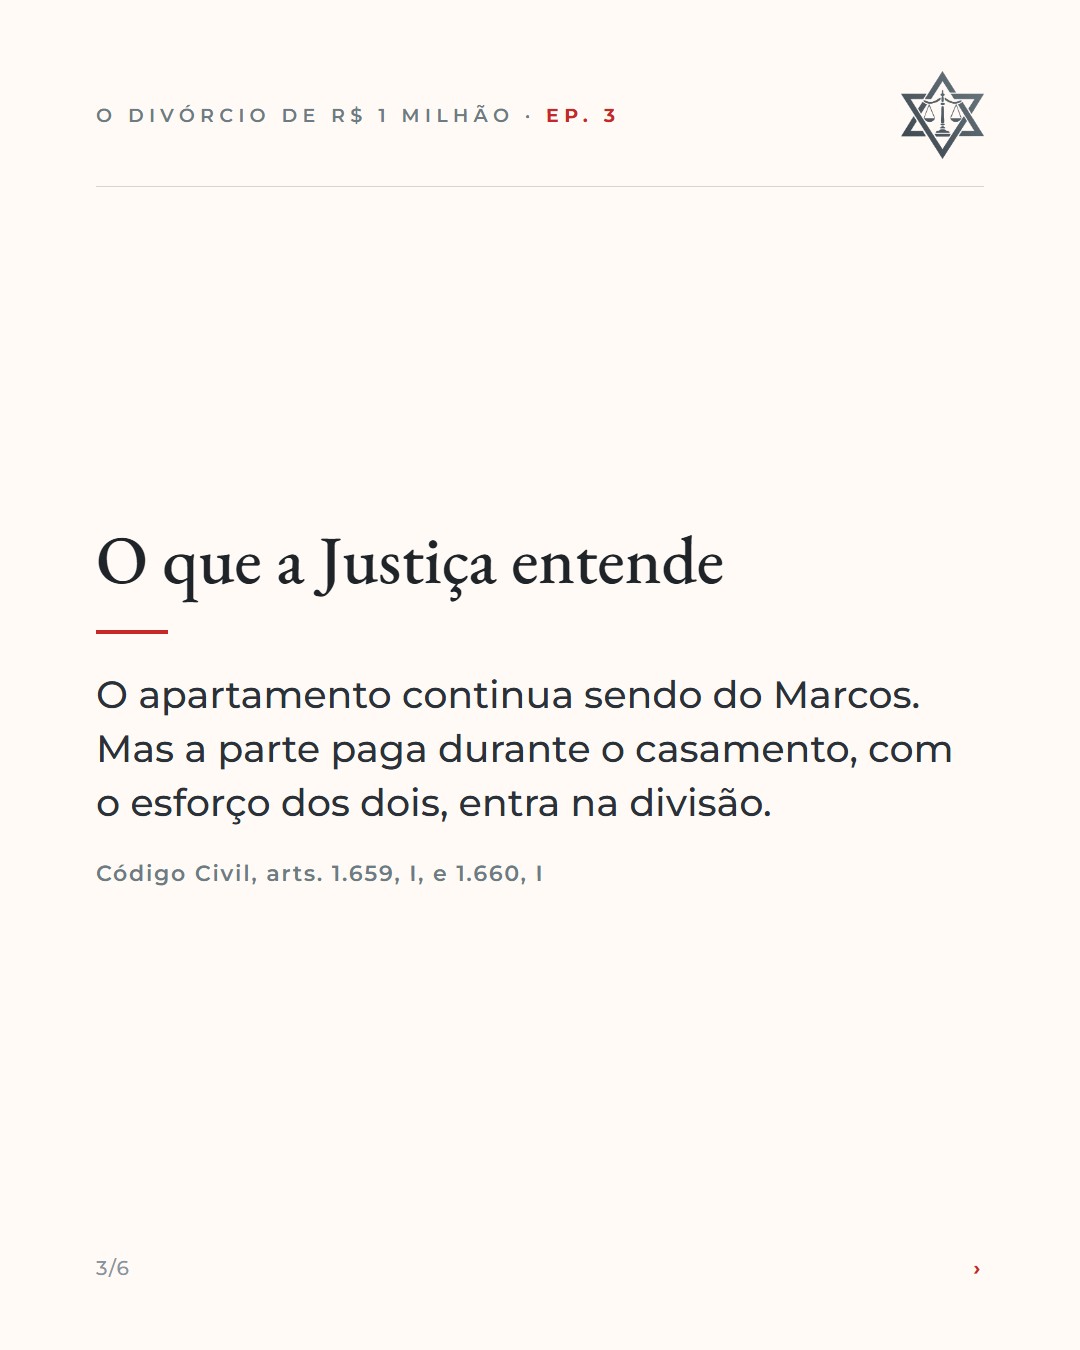 O DIVÓRCIO DE R$ 1 MILHÃO · EP. 3
O que a Justiça entende
O apartamento continua sendo do Marcos.
Mas a parte paga durante o casamento, com
o esforço dos dois, entra na divisão.
Código Civil, arts. 1.659, I, e 1.660, I
3/6 ›